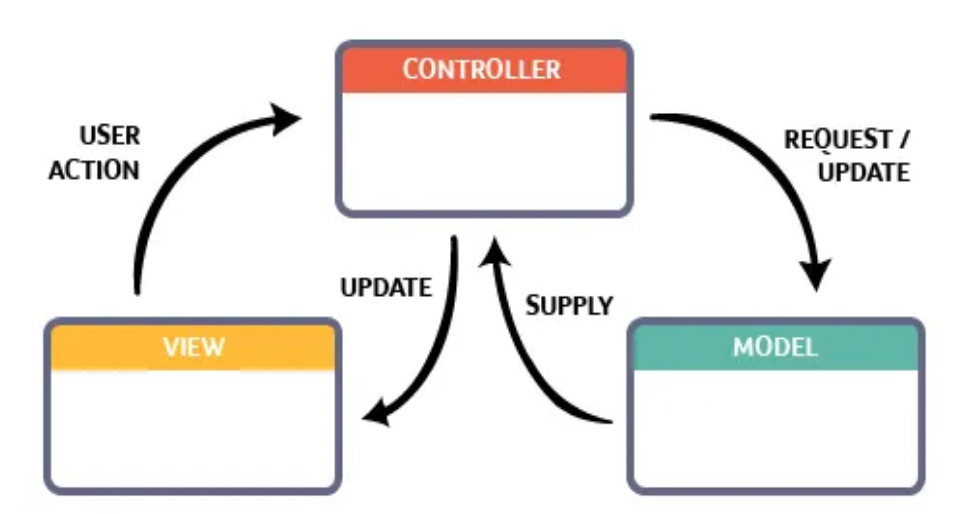 CONTROLLER
USER
ACTION
REQUEST /
UPDATE
UPDATE
SUPPLY
VIEW
MODEL